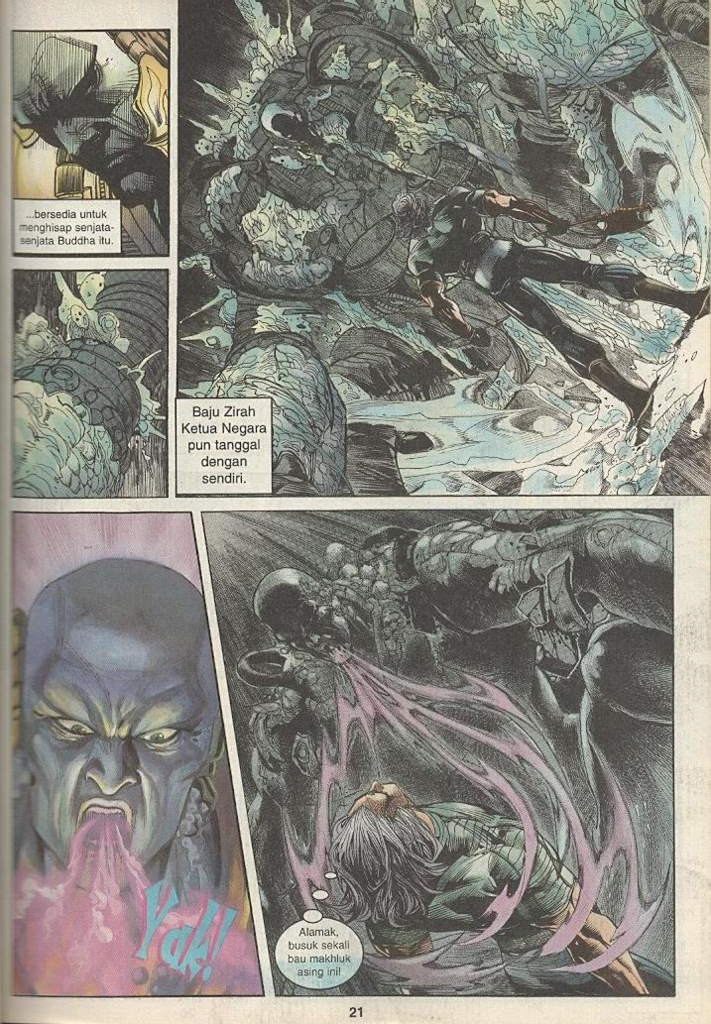 ...bersedia untuk
menghisap senjata-
senjata Buddha itu.
Baju Zirah
Ketua Negara
pun tanggal
dengan
sendiri.
Yak!
Alamak,
busuk sekali
bau makhluk
asing ini!
21